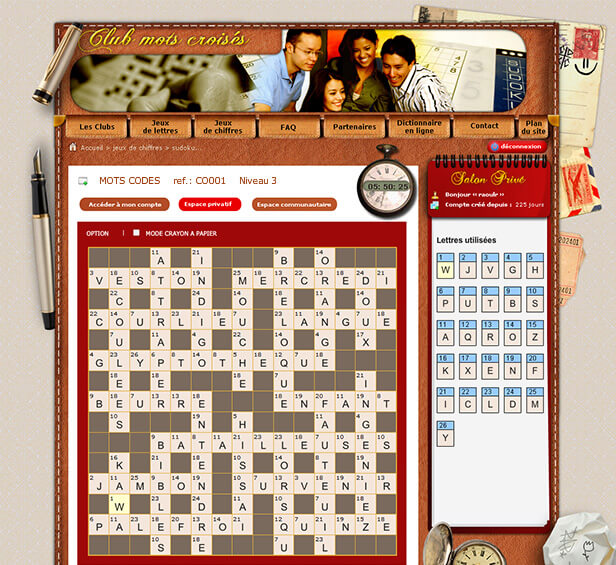 Club mots croisés
Les Clubs
Jeux
de lettres
Jeux
de chiffres
FAQ
Partenaires
Dictionnaire
en ligne
Contact
Plan
du site
Accueil > jeux de chiffres > sudoku...
déconnexion
MOTS CODES ref.: CO001 Niveau 3
05: 50: 25
Accéder à mon compte
Espace privatif
Espace communautaire
Salon Privé
Bonjour « raoulr »
Compte créé depuis : 225 jours
OPTION | MODE CRAYON A PAPIER
A I B O
V E S T O N M E R C R E D I
C T D O E A O
C O U R L I E U L A N G U E
U A G C O G X
G L Y P T O T H E Q U E
E E E U I
B E U R R E E N F A N T
S N H A G
B A T A I L L E U S E S
K I E S O T N
J A M B O N S U R V E N I R
W L D A S U E
P A L E F R O I Q U I N Z E
S E U L
Lettres utilisées
1 2 3 4 5
W J V G H
6 7 8 9 10
P U T B S
11 12 13 14 15
A Q R O Z
16 17 18 19 20
K X E N F
21 22 23 24 25
I C L D M
26
Y